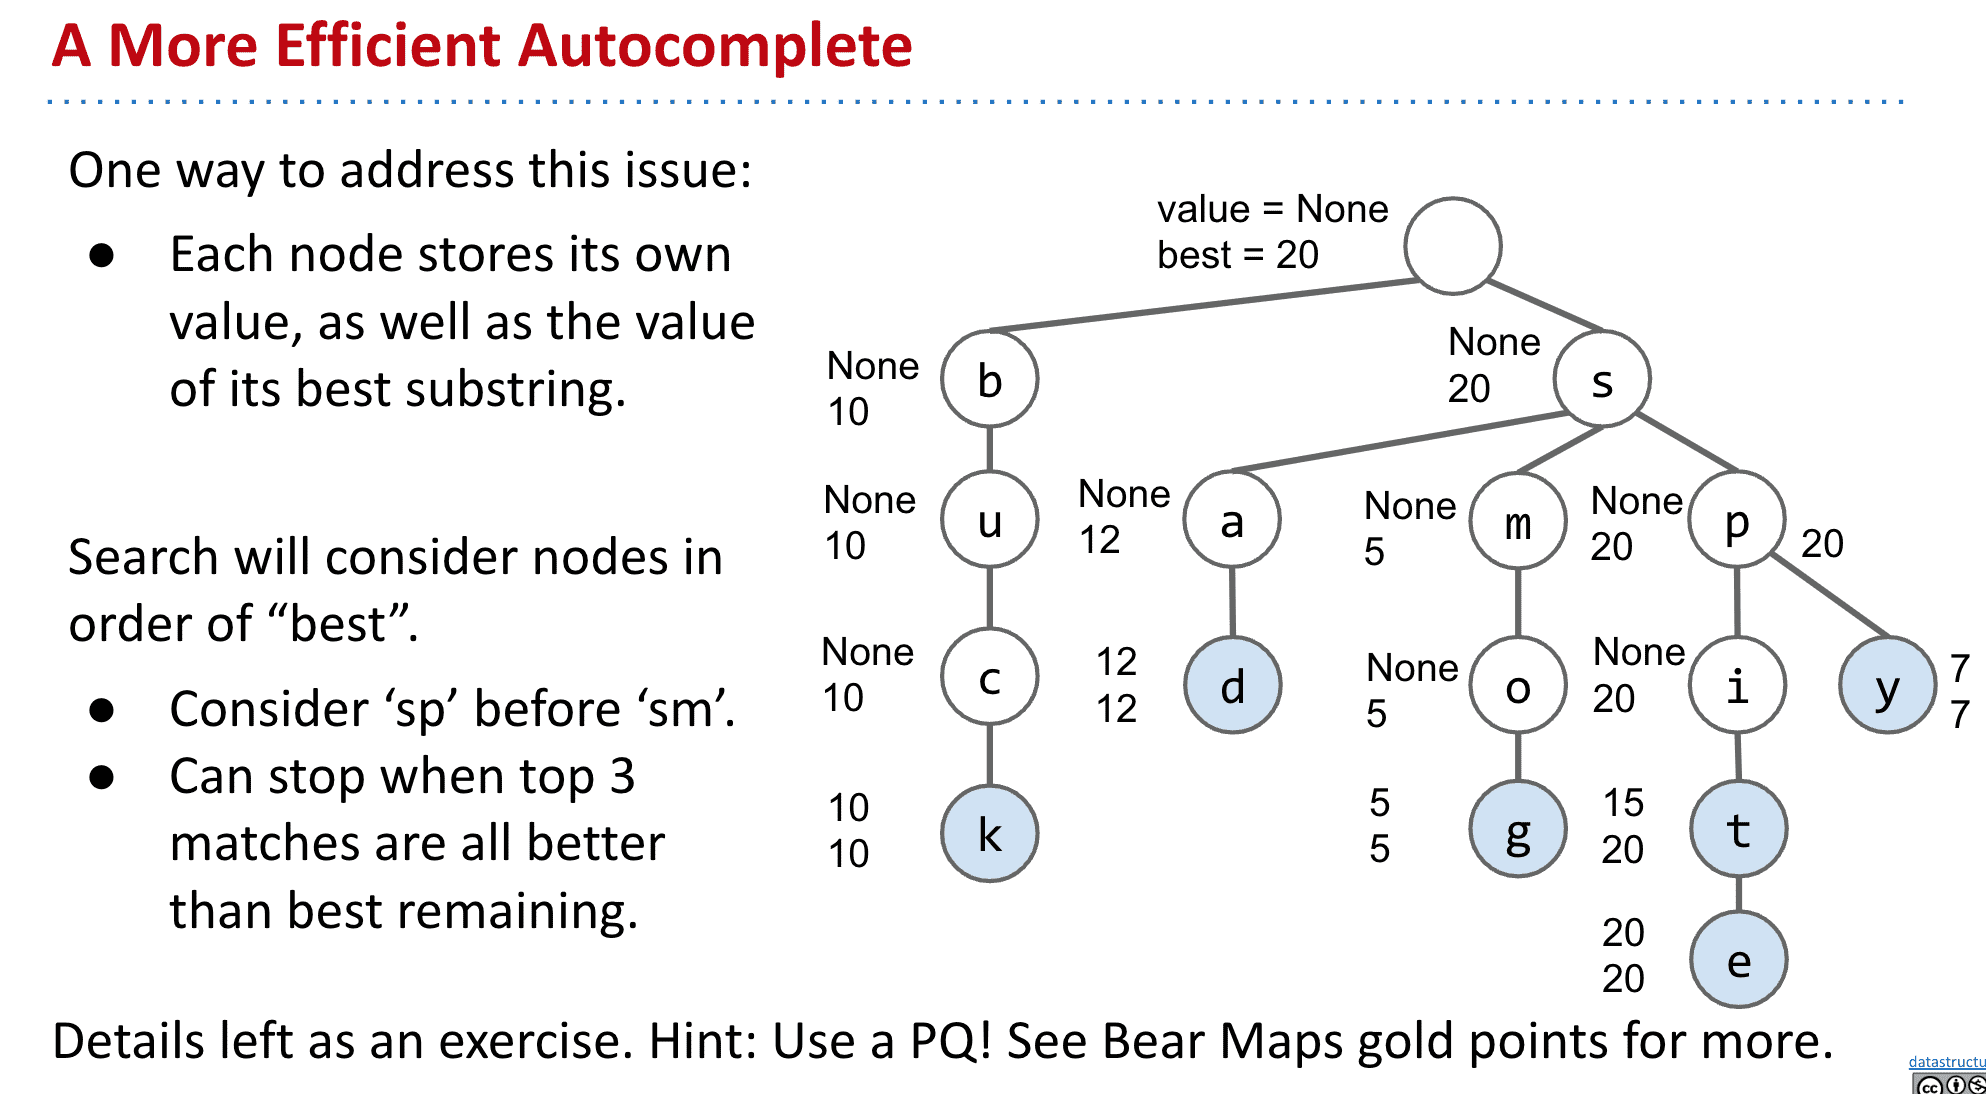 A More Efficient Autocomplete
One way to address this issue:
● Each node stores its own
value, as well as the value
of its best substring.
Search will consider nodes in
order of “best”.
● Consider ‘sp’ before ‘sm’.
● Can stop when top 3
matches are all better
than best remaining.
value = None
best = 20
None
10
b
None
20
s
None
10
u
None
12
a
None
5
m
None
20
p
20
None
10
c
12
12
d
None
5
o
None
20
i
y
7
7
10
10
k
5
5
g
15
20
t
20
20
e
Details left as an exercise. Hint: Use a PQ! See Bear Maps gold points for more.
datastructu
cc